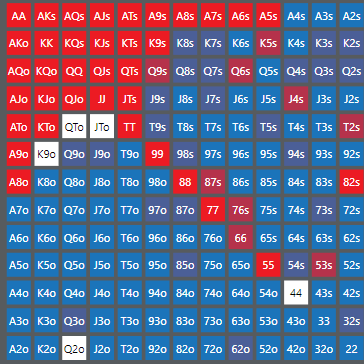 AA AKs AQs AJs ATs A9s A8s A7s A6s A5s A4s A3s A2s
AKo KK KQs KJs KTs K9s K8s K7s K6s K5s K4s K3s K2s
AQo KQo QQ QJs QTs Q9s Q8s Q7s Q6s Q5s Q4s Q3s Q2s
AJo KJo QJo JJ JTs J9s J8s J7s J6s J5s J4s J3s J2s
ATo KTo QTo JTo TT T9s T8s T7s T6s T5s T4s T3s T2s
A9o K9o Q9o J9o T9o 99 98s 97s 96s 95s 94s 93s 92s
A8o K8o Q8o J8o T8o 98o 88 87s 86s 85s 84s 83s 82s
A7o K7o Q7o J7o T7o 97o 87o 77 76s 75s 74s 73s 72s
A6o K6o Q6o J6o T6o 96o 86o 76o 66 65s 64s 63s 62s
A5o K5o Q5o J5o T5o 95o 85o 75o 65o 55 54s 53s 52s
A4o K4o Q4o J4o T4o 94o 84o 74o 64o 54o 44 43s 42s
A3o K3o Q3o J3o T3o 93o 83o 73o 63o 53o 43o 33 32s
A2o K2o Q2o J2o T2o 92o 82o 72o 62o 52o 42o 32o 22